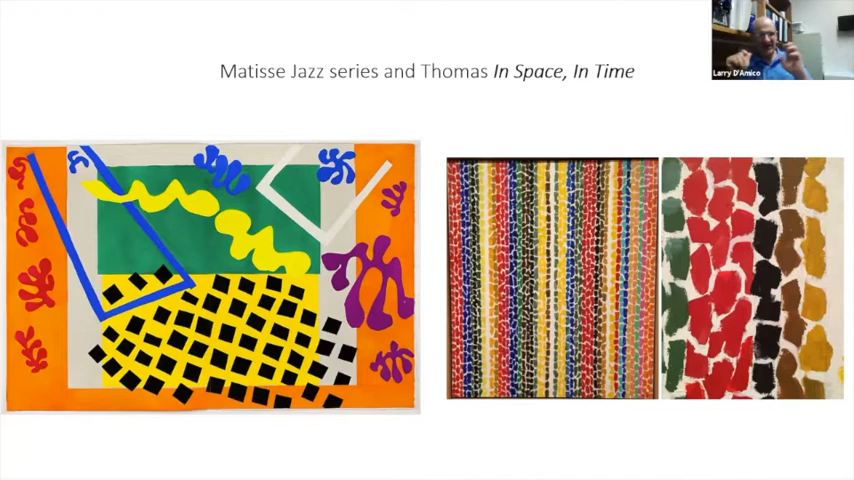 Matisse Jazz series and Thomas In Space, In Time
Larry D'Amico